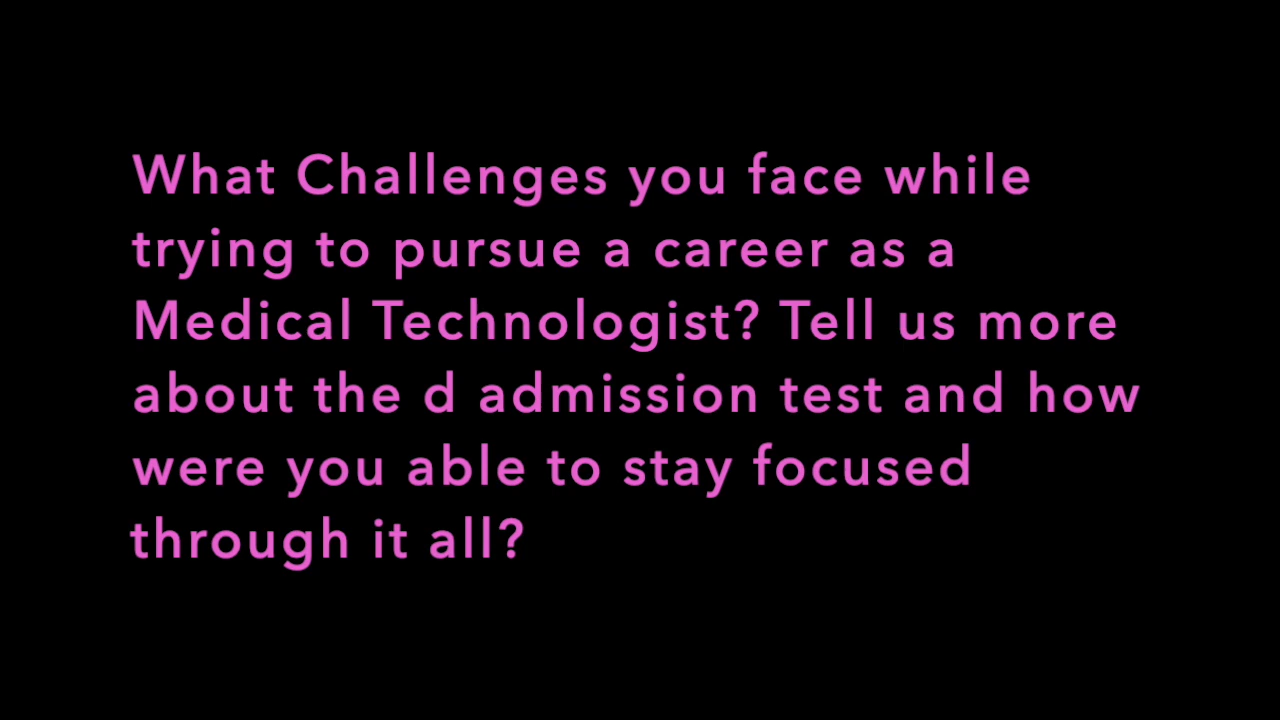 What Challenges you face while
trying to pursue a career as a
Medical Technologist? Tell us more
about the d admission test and how
were you able to stay focused
through it all?